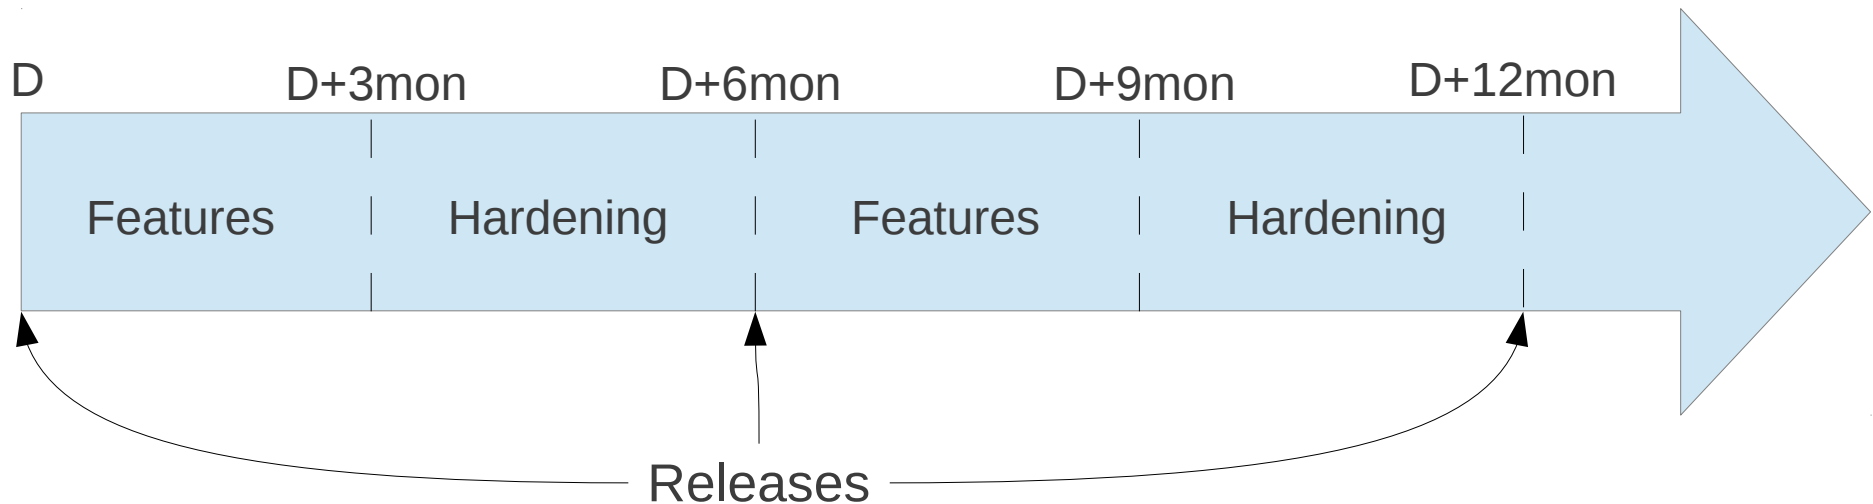 D D+3mon D+6mon D+9mon D+12mon
Features Hardening Features Hardening
Releases